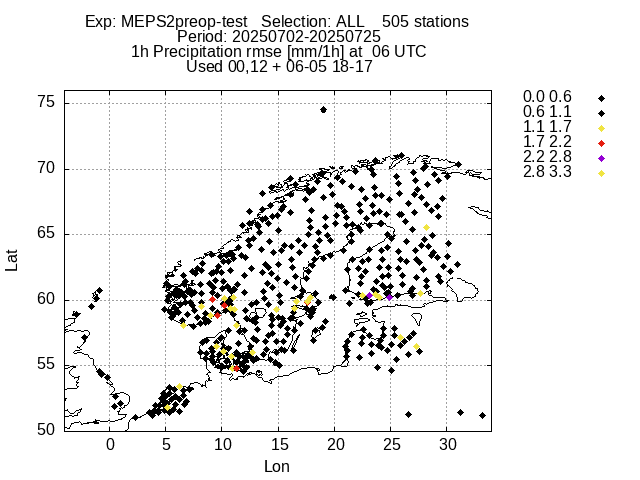 Exp: MEPS2preop-test   Selection: ALL    505 stations
Period: 20250702-20250725
1h Precipitation rmse [mm/1h] at  06 UTC
Used 00,12 + 06-05 18-17
0.0 0.6
0.6 1.1
1.1 1.7
1.7 2.2
2.2 2.8
2.8 3.3
75
70
65
60
55
50
Lat
0 5 10 15 20 25 30
Lon